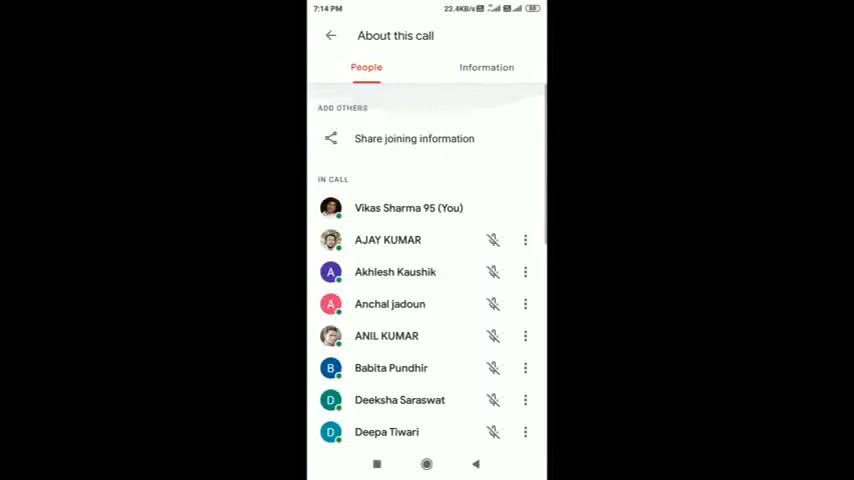 7:14 PM 22.4KB/s 88
About this call
People Information
ADD OTHERS
Share joining information
IN CALL
Vikas Sharma 95 (You)
AJAY KUMAR
A Akhlesh Kaushik
A Anchal jadoun
ANIL KUMAR
B Babita Pundhir
D Deeksha Saraswat
D Deepa Tiwari